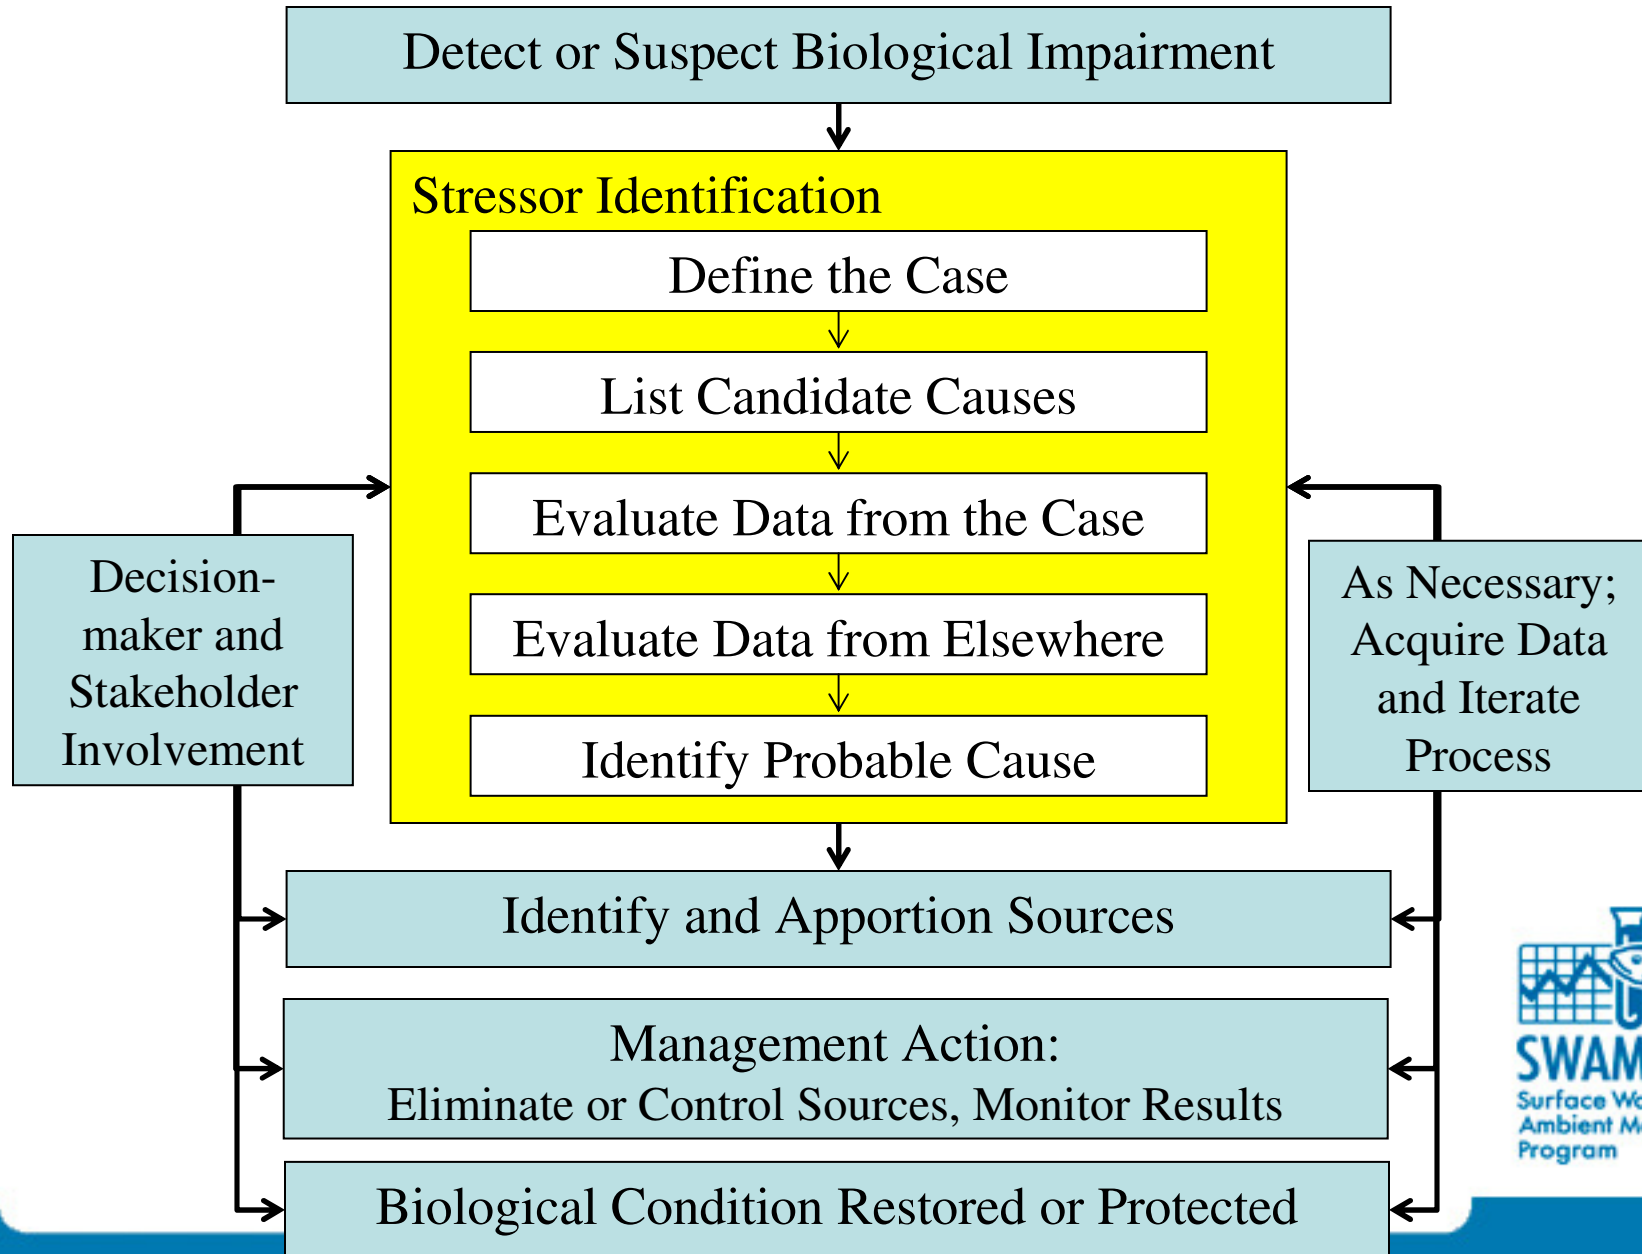 Detect or Suspect Biological Impairment
Stressor Identification
Define the Case
List Candidate Causes
Evaluate Data from the Case
Evaluate Data from Elsewhere
Identify Probable Cause
Decision-
maker and
Stakeholder
Involvement
As Necessary;
Acquire Data
and Iterate
Process
Identify and Apportion Sources
Management Action:
Eliminate or Control Sources, Monitor Results
Biological Condition Restored or Protected
Surface
Ambient
Program